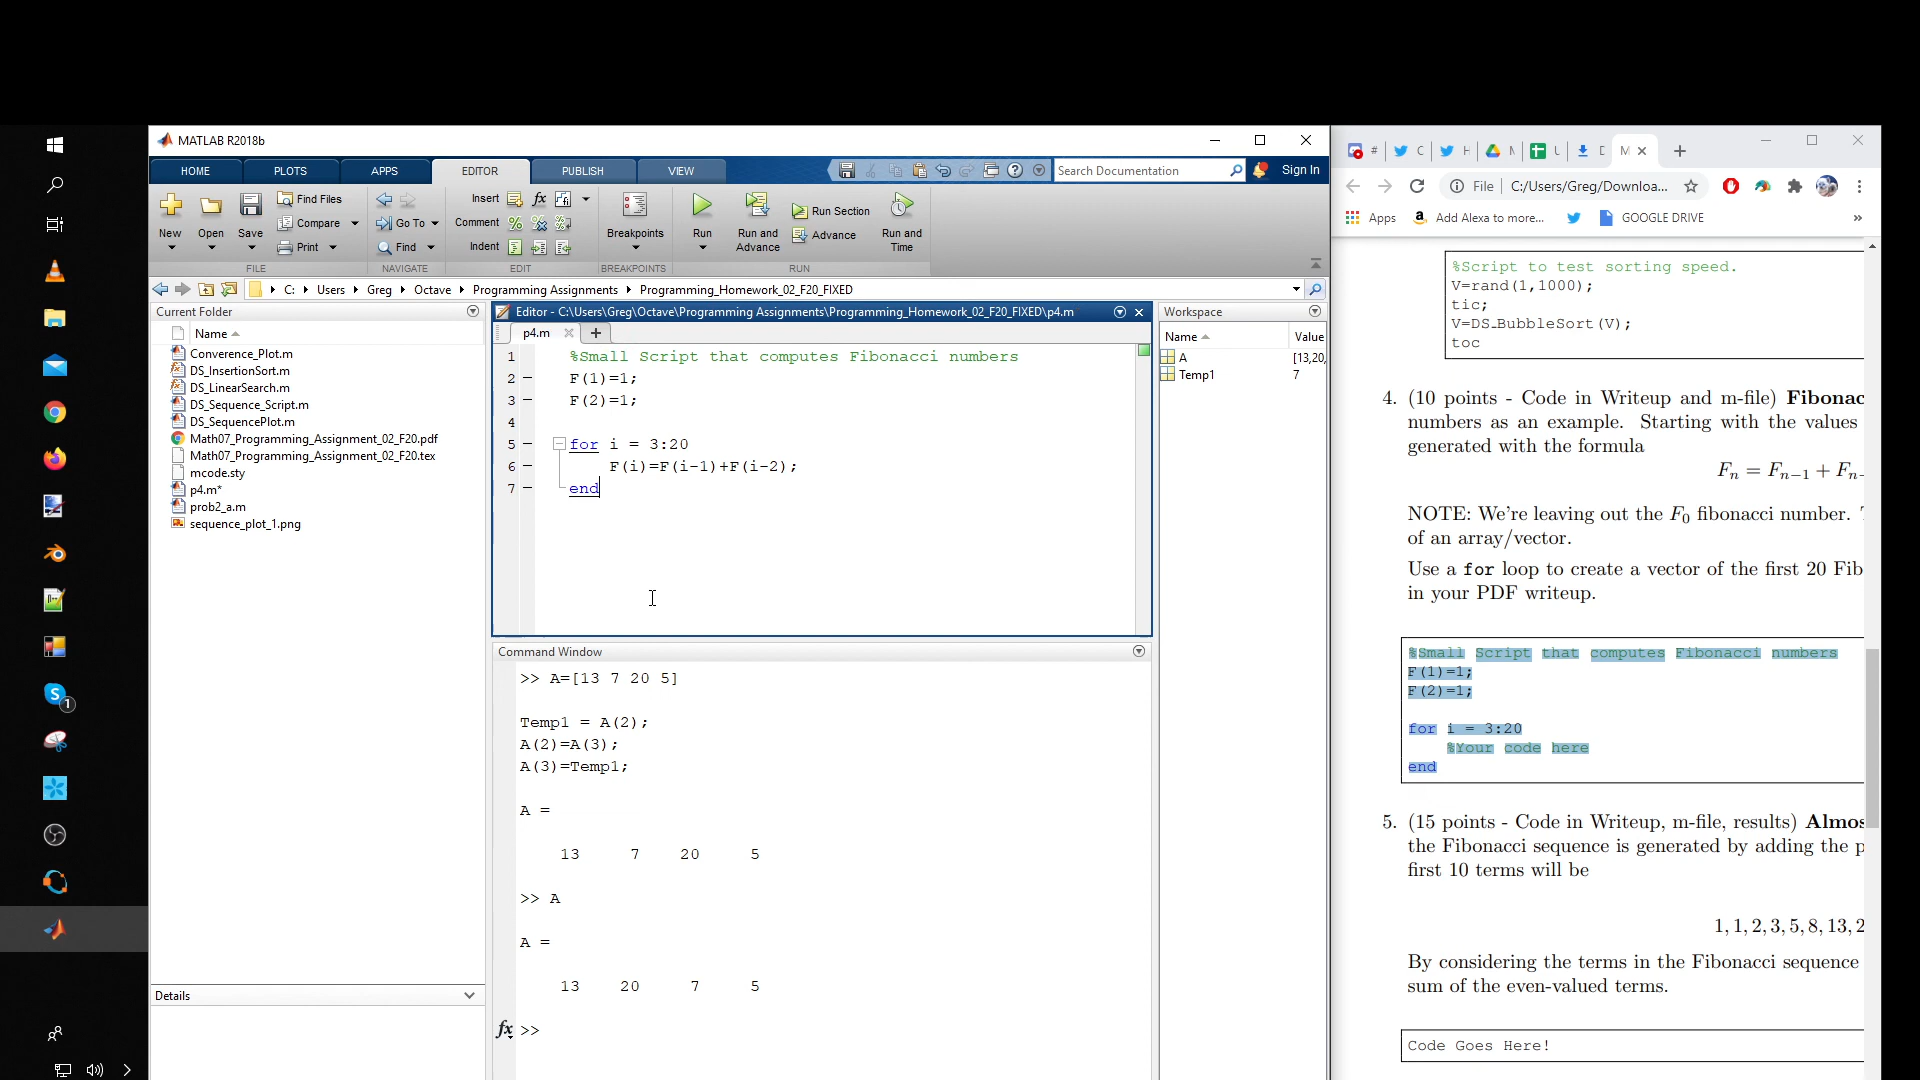 MATLAB R2018b
HOME PLOTS APPS EDITOR PUBLISH VIEW
Search Documentation
Sign In
New
Open
Save
Find Files
Compare
Print
FILE
Go To
Find
NAVIGATE
Insert
Comment
Indent
EDIT
Breakpoints
BREAKPOINTS
Run
Run and Advance
Run Section
Advance
Run and Time
RUN
C: Users Greg Octave Programming Assignments Programming_Homework_02_F20_FIXED
Current Folder
Name
Converence_Plot.m
DS_InsertionSort.m
DS_LinearSearch.m
DS_Sequence_Script.m
DS_SequencePlot.m
Math07_Programming_Assignment_02_F20.pdf
Math07_Programming_Assignment_02_F20.tex
mcode.sty
p4.m*
prob2_a.m
sequence_plot_1.png
Details
Editor - C:\Users\Greg\Octave\Programming Assignments\Programming_Homework_02_F20_FIXED\p4.m
p4.m
1 %Small Script that computes Fibonacci numbers
2 F(1)=1;
3 F(2)=1;
4
5 for i = 3:20
6 F(i)=F(i-1)+F(i-2);
7 end
Command Window
>> A=[13 7 20 5]
Temp1 = A(2);
A(2)=A(3);
A(3)=Temp1;
A =
13 7 20 5
>> A
A =
13 20 7 5
fx >>
Workspace
Name Value
A [13,20,
Temp1 7
File C:/Users/Greg/Downloa...
Apps Add Alexa to more... GOOGLE DRIVE
%Script to test sorting speed.
V=rand(1,1000);
tic;
V=DS_BubbleSort(V);
toc
4. (10 points - Code in Writeup and m-file) Fibonac
numbers as an example. Starting with the values
generated with the formula
Fₙ = Fₙ₋₁ + Fₙ₋
NOTE: We're leaving out the F₀ fibonacci number.
of an array/vector.
Use a for loop to create a vector of the first 20 Fib
in your PDF writeup.
%Small Script that computes Fibonacci numbers
F(1)=1;
F(2)=1;
for i = 3:20
%Your code here
end
5. (15 points - Code in Writeup, m-file, results) Almos
the Fibonacci sequence is generated by adding the p
first 10 terms will be
1, 1, 2, 3, 5, 8, 13, 2
By considering the terms in the Fibonacci sequence
sum of the even-valued terms.
Code Goes Here!